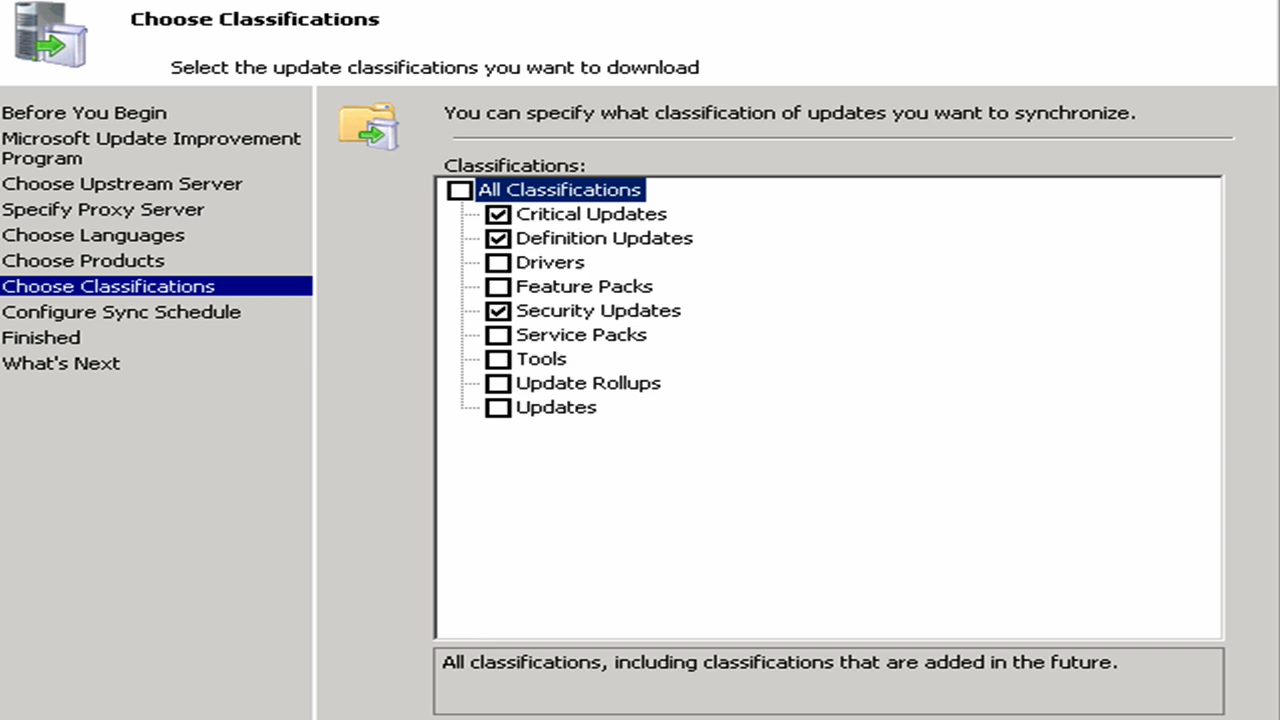 Choose Classifications
Select the update classifications you want to download
Before You Begin
Microsoft Update Improvement
Program
Choose Upstream Server
Specify Proxy Server
Choose Languages
Choose Products
Choose Classifications
Configure Sync Schedule
Finished
What's Next
You can specify what classification of updates you want to synchronize.
Classifications:
All Classifications
Critical Updates
Definition Updates
Drivers
Feature Packs
Security Updates
Service Packs
Tools
Update Rollups
Updates
All classifications, including classifications that are added in the future.